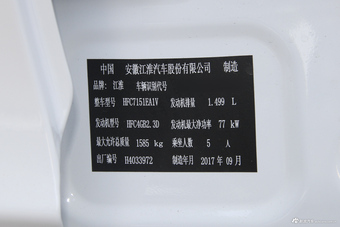 中国 安徽江淮汽车股份有限公司 制造
品牌: 江淮 车辆识别代号
整车型号 HFC7151EA1V 发动机排量 1.499 L
发动机型号 HFC4GB2.3D 发动机最大净功率 77 kW
最大允许总质量 1585 kg 乘坐人数 5 人
出厂编号 H4033972 制造年月 2017 年 09 月